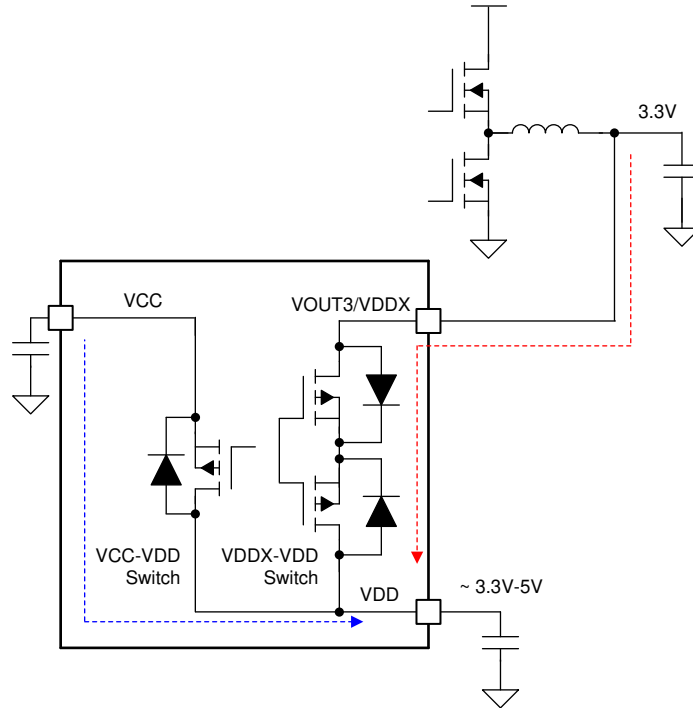 3.3V
VCC
VOUT3/VDDX
VCC-VDD
Switch
VDDX-VDD
Switch
VDD
~ 3.3V-5V